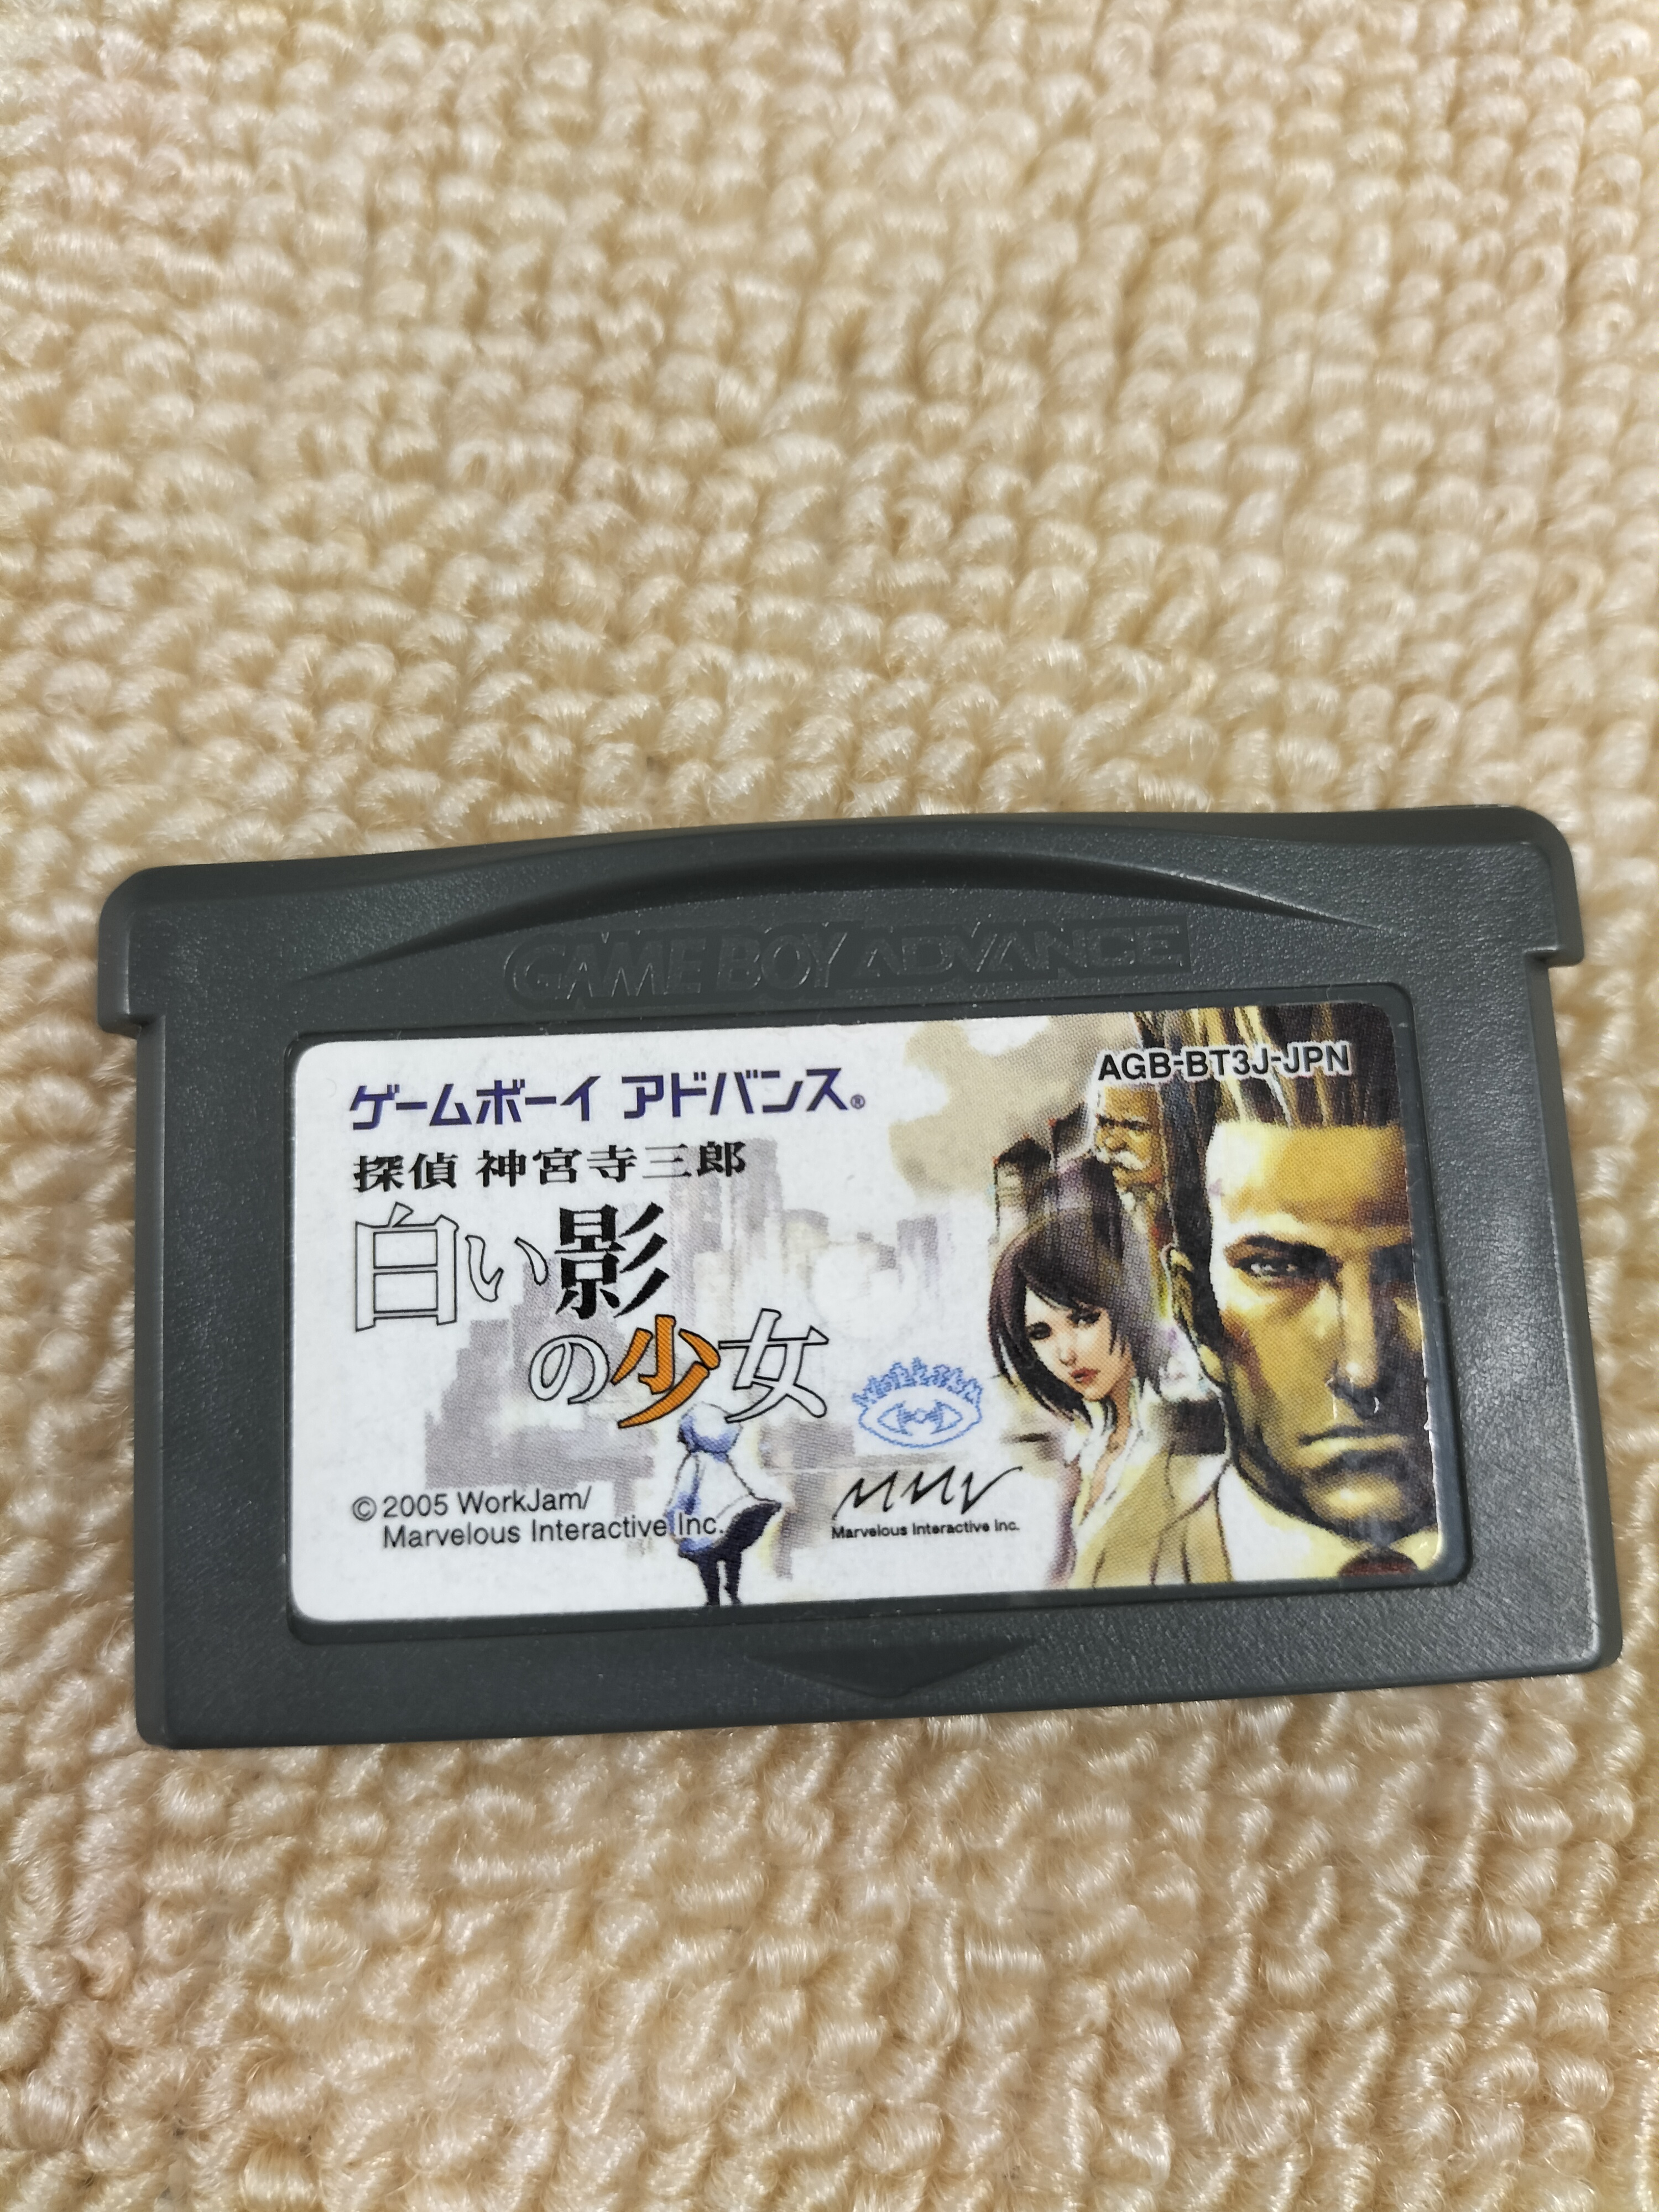 GAME BOY ADVANCE
AGB-BT3J-JPN
ゲームボーイ アドバンス®
探偵 神宮寺三郎
白い影
の少女
© 2005 WorkJam/
Marvelous Interactive Inc.
MMV
Marvelous Interactive Inc.